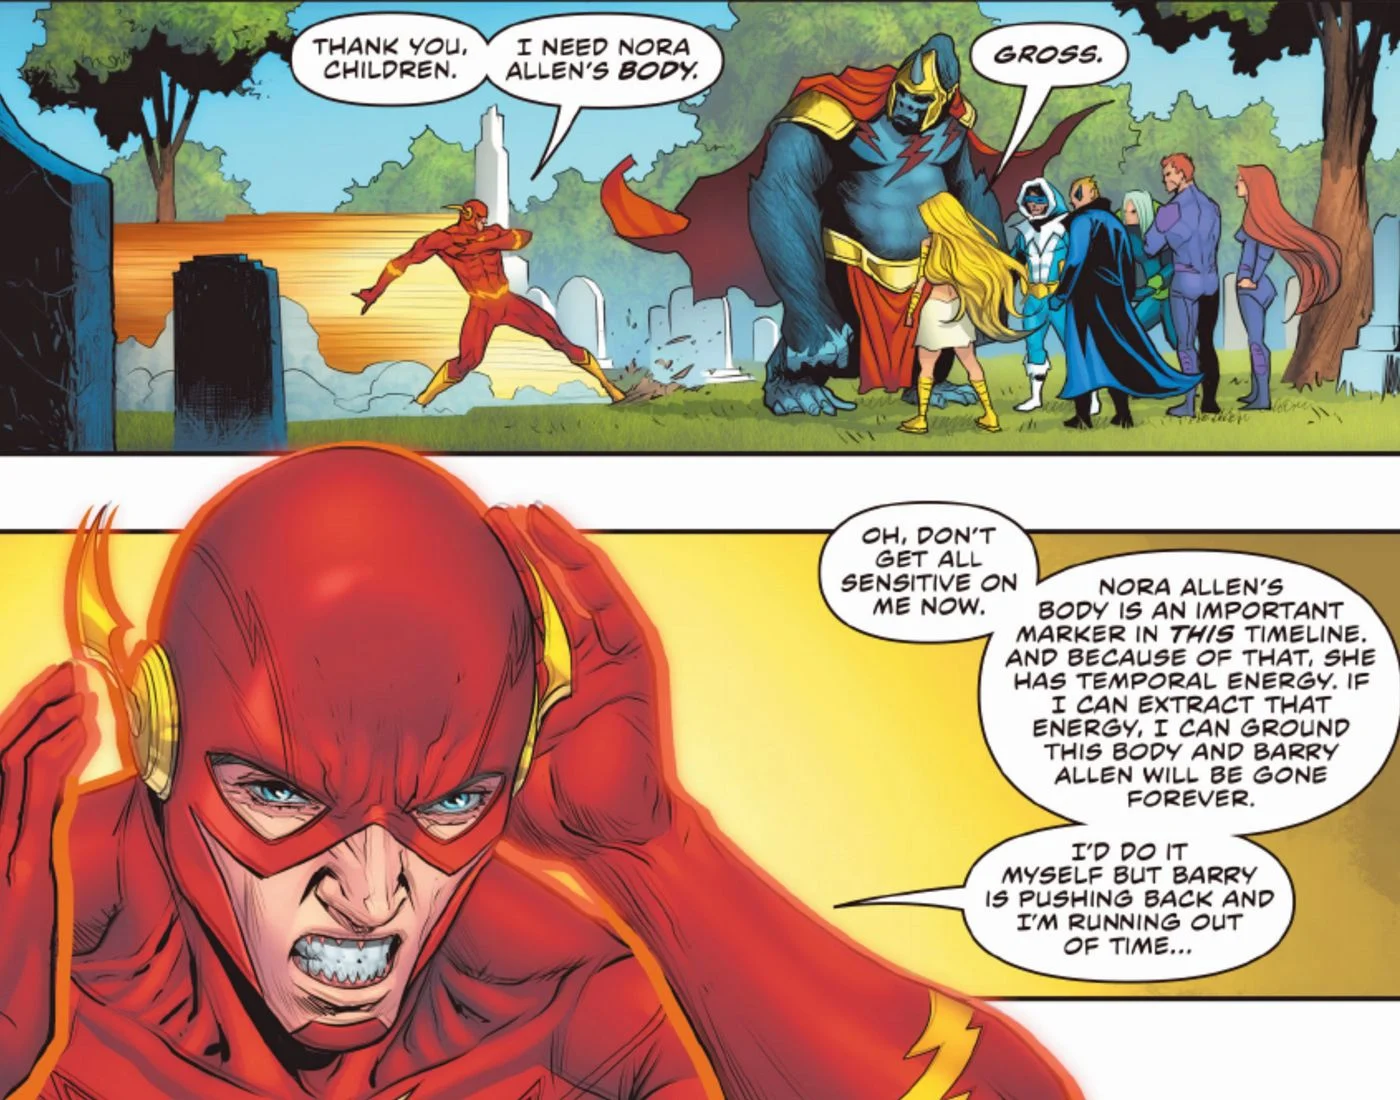 THANK YOU,
CHILDREN.
I NEED NORA
ALLEN'S BODY.
GROSS.
OH, DON'T
GET ALL
SENSITIVE ON
ME NOW.
NORA ALLEN'S
BODY IS AN IMPORTANT
MARKER IN THIS TIMELINE.
AND BECAUSE OF THAT, SHE
HAS TEMPORAL ENERGY. IF
I CAN EXTRACT THAT
ENERGY, I CAN GROUND
THIS BODY AND BARRY
ALLEN WILL BE GONE
FOREVER.
I'D DO IT
MYSELF BUT BARRY
IS PUSHING BACK AND
I'M RUNNING OUT
OF TIME...